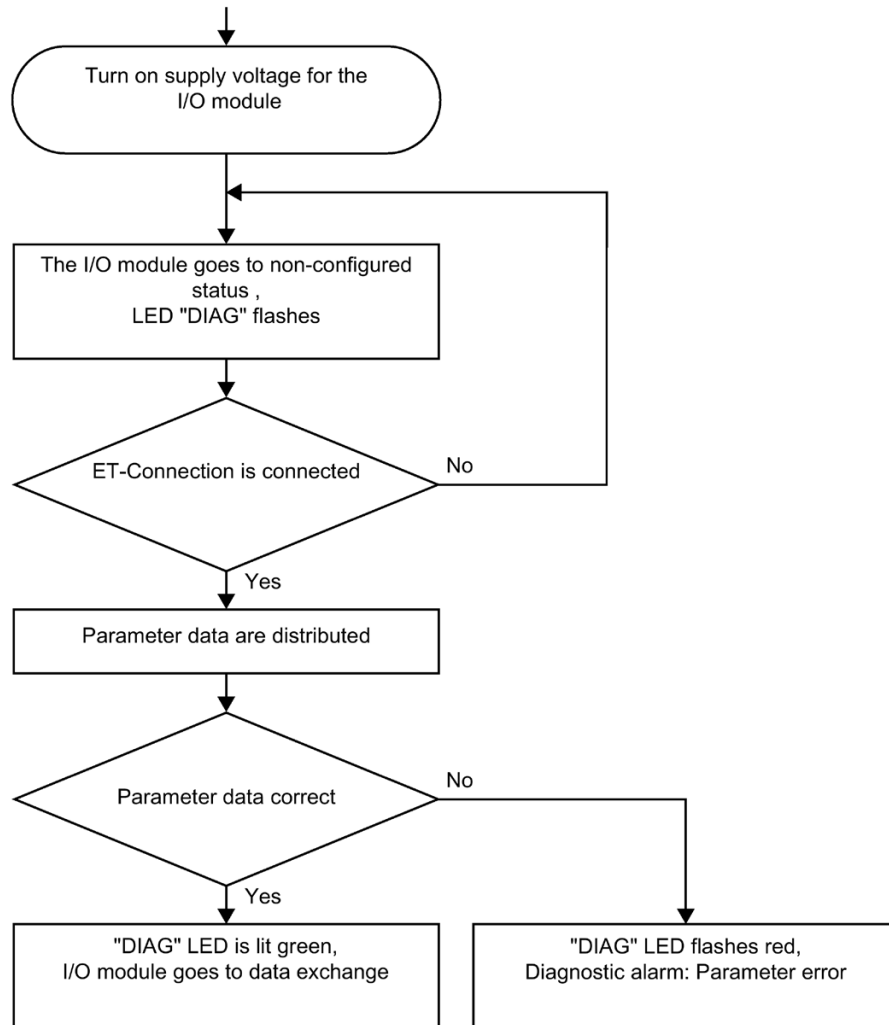 Turn on supply voltage for the
I/O module
The I/O module goes to non-configured
status ,
LED "DIAG" flashes
ET-Connection is connected
No
Yes
Parameter data are distributed
Parameter data correct
No
Yes
"DIAG" LED is lit green,
I/O module goes to data exchange
"DIAG" LED flashes red,
Diagnostic alarm: Parameter error